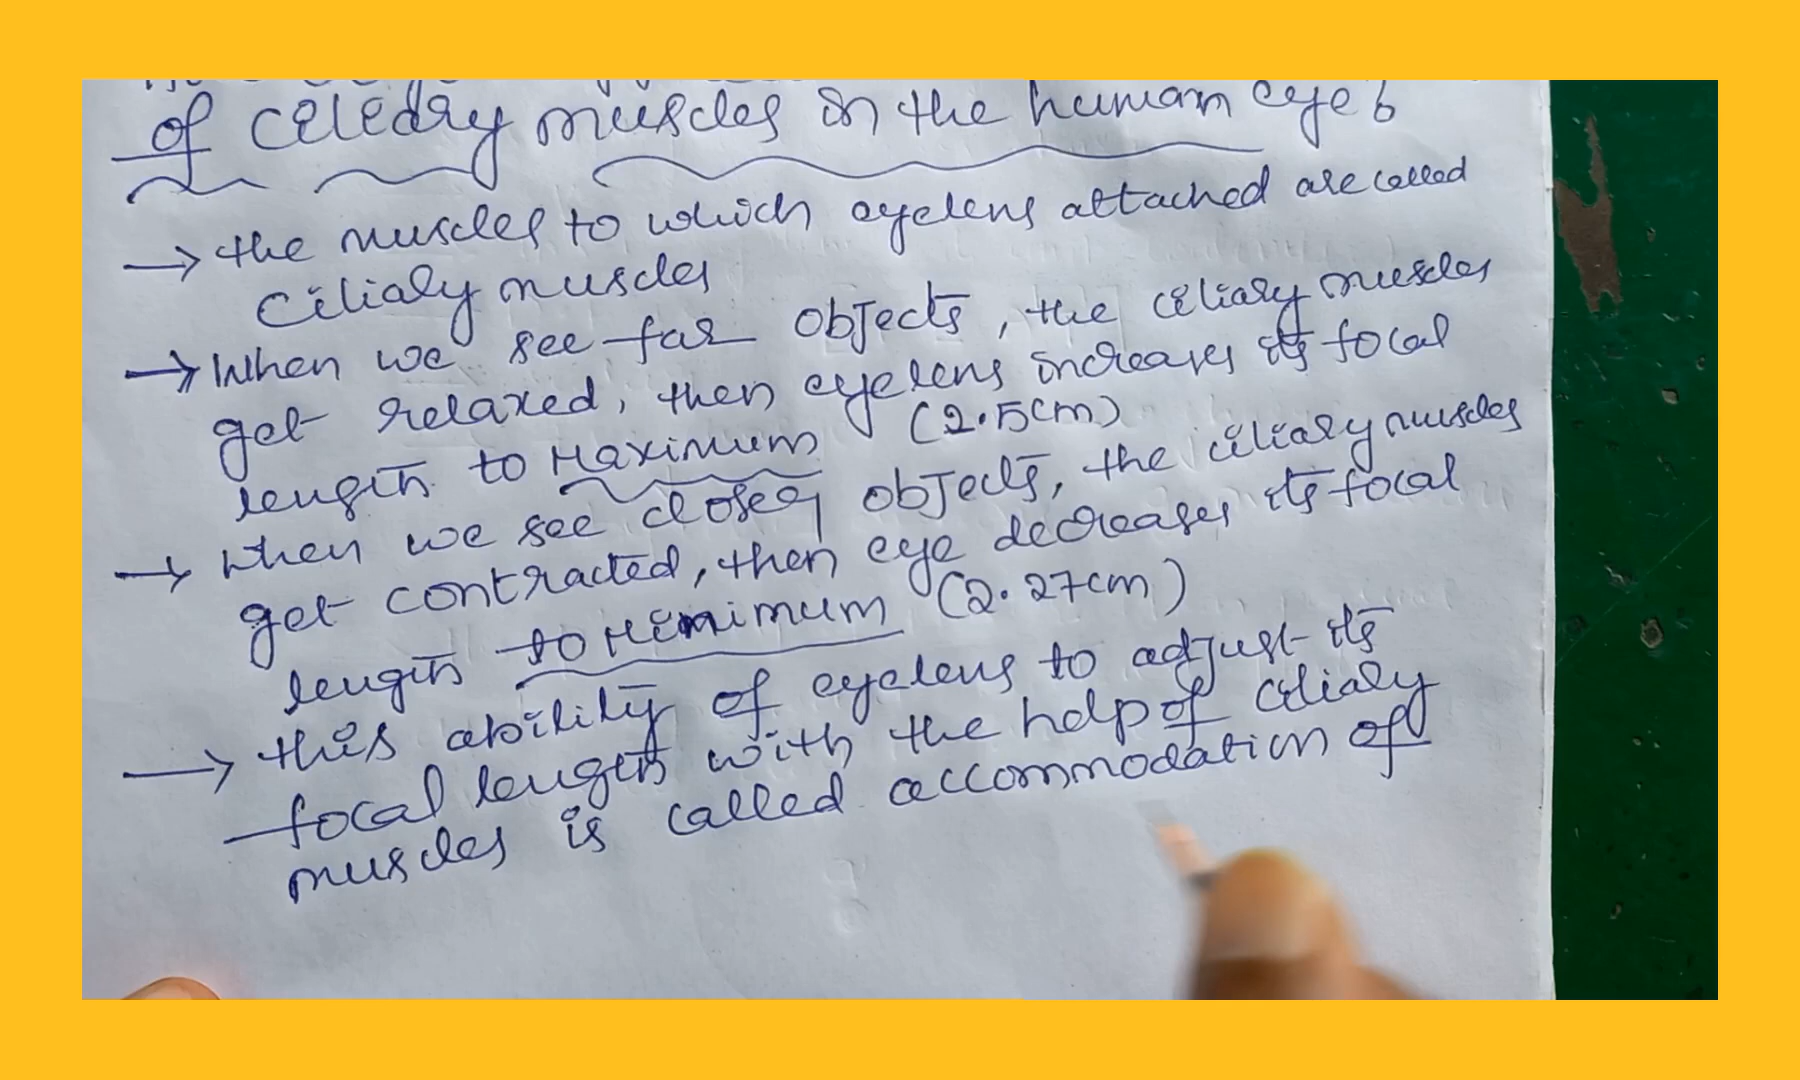 of ciliary muscles in the human eye?
→ the muscles to which eyelens attached are called
cilialy muscles
→ When we see far objects, the ciliary muscles
get relaxed, then eyelens increases its focal
length to Maximum (2.5cm)
→ when we see closer objects, the ciliary muscles
get contracted, then eye decreases its focal
length to Minimum (2.27cm)
→ this ability of eyelens to adjust its
focal length with the help of cilialy
muscles is called accommodation of